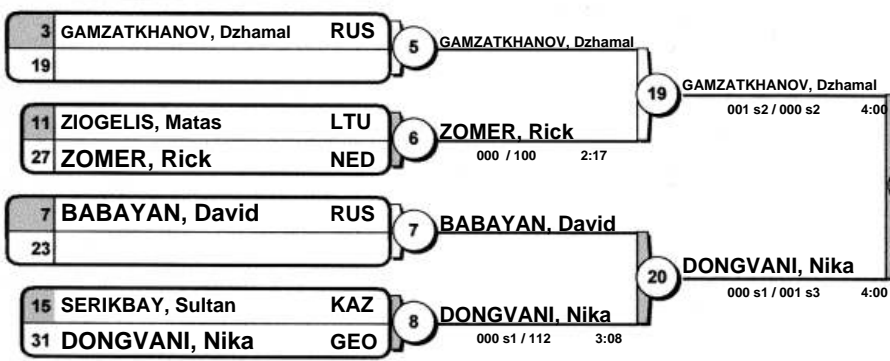 3 GAMZATKHANOV, Dzhamal RUS
19
5
GAMZATKHANOV, Dzhamal
11 ZIOGELIS, Matas LTU
27 ZOMER, Rick NED
6
ZOMER, Rick
000 / 100 2:17
19
GAMZATKHANOV, Dzhamal
001 s2 / 000 s2 4:00
7 BABAYAN, David RUS
23
7
BABAYAN, David
15 SERIKBAY, Sultan KAZ
31 DONGVANI, Nika GEO
8
DONGVANI, Nika
000 s1 / 112 3:08
20
DONGVANI, Nika
000 s1 / 001 s3 4:00